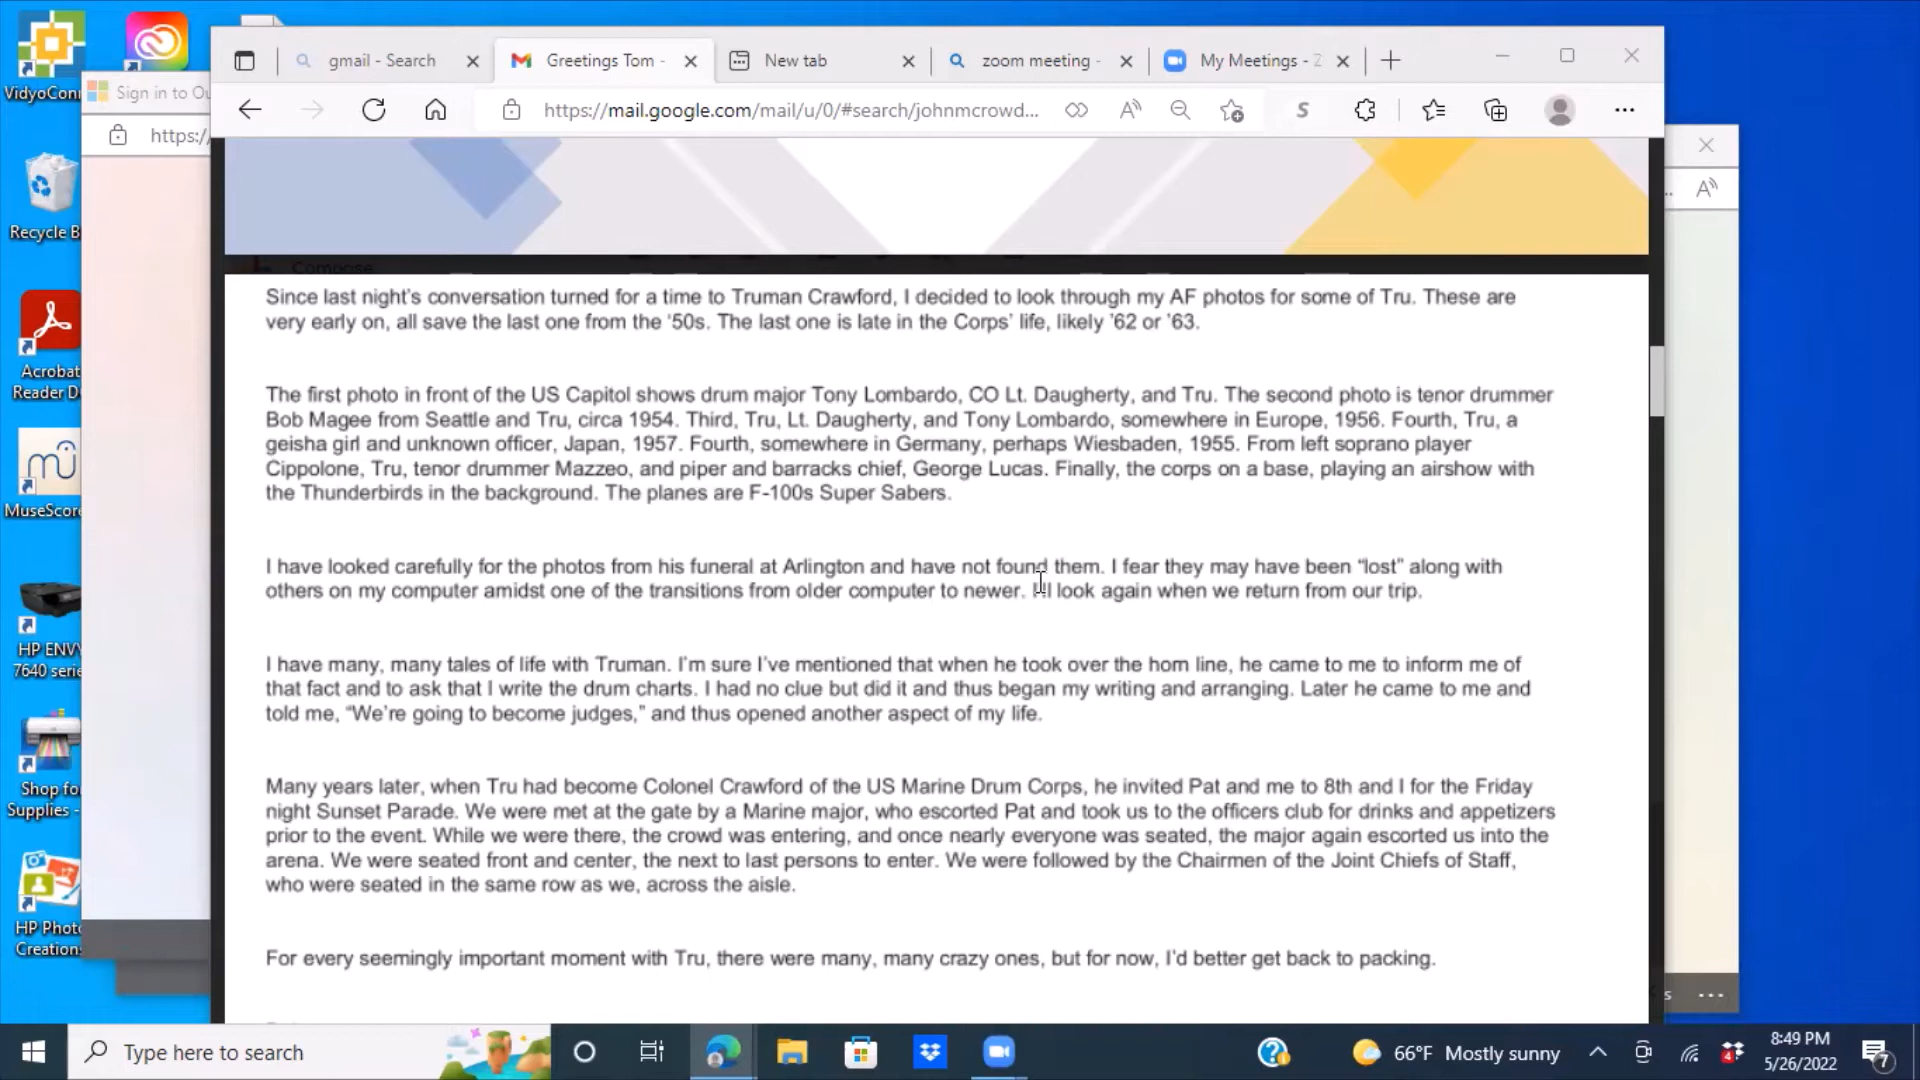 VidyoConn
Recycle B
Acrobat
Reader D
MuseScore
HP ENV
7640 serie
Shop for
Supplies -
HP Photo
Creations
Sign in to Ou
https:/
gmail - Search
Greetings Tom -
New tab
zoom meeting -
My Meetings - Z
https://mail.google.com/mail/u/0/#search/johnmcrowd...
Compose
Since last night's conversation turned for a time to Truman Crawford, I decided to look through my AF photos for some of Tru. These are
very early on, all save the last one from the '50s. The last one is late in the Corps' life, likely '62 or '63.
The first photo in front of the US Capitol shows drum major Tony Lombardo, CO Lt. Daugherty, and Tru. The second photo is tenor drummer
Bob Magee from Seattle and Tru, circa 1954. Third, Tru, Lt. Daugherty, and Tony Lombardo, somewhere in Europe, 1956. Fourth, Tru, a
geisha girl and unknown officer, Japan, 1957. Fourth, somewhere in Germany, perhaps Wiesbaden, 1955. From left soprano player
Cippolone, Tru, tenor drummer Mazzeo, and piper and barracks chief, George Lucas. Finally, the corps on a base, playing an airshow with
the Thunderbirds in the background. The planes are F-100s Super Sabers.
I have looked carefully for the photos from his funeral at Arlington and have not found them. I fear they may have been “lost” along with
others on my computer amidst one of the transitions from older computer to newer. I'll look again when we return from our trip.
I have many, many tales of life with Truman. I'm sure I've mentioned that when he took over the horn line, he came to me to inform me of
that fact and to ask that I write the drum charts. I had no clue but did it and thus began my writing and arranging. Later he came to me and
told me, “We're going to become judges,” and thus opened another aspect of my life.
Many years later, when Tru had become Colonel Crawford of the US Marine Drum Corps, he invited Pat and me to 8th and I for the Friday
night Sunset Parade. We were met at the gate by a Marine major, who escorted Pat and took us to the officers club for drinks and appetizers
prior to the event. While we were there, the crowd was entering, and once nearly everyone was seated, the major again escorted us into the
arena. We were seated front and center, the next to last persons to enter. We were followed by the Chairmen of the Joint Chiefs of Staff,
who were seated in the same row as we, across the aisle.
For every seemingly important moment with Tru, there were many, many crazy ones, but for now, I'd better get back to packing.
Type here to search
66°F Mostly sunny
4
8:49 PM
5/26/2022
7